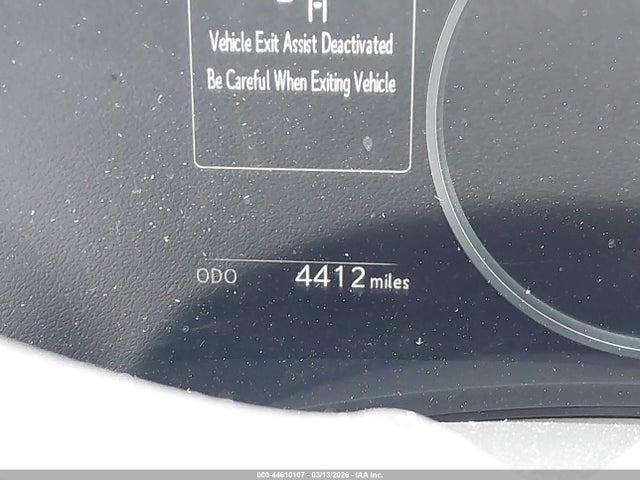 Vehicle Exit Assist Deactivated
Be Careful When Exiting Vehicle
ODO 4412 miles
000-44610107 - 03/13/2026 - IAA Inc.